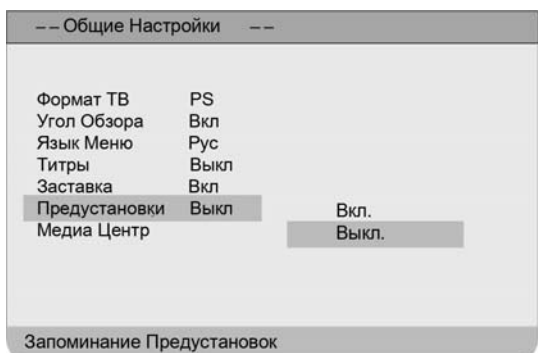 – – Общие Настройки – –
Формат ТВ PS
Угол Обзора Вкл
Язык Меню Рус
Титры Выкл
Заставка Вкл
Предустановки Выкл Вкл.
Медиа Центр Выкл.
Запоминание Предустановок